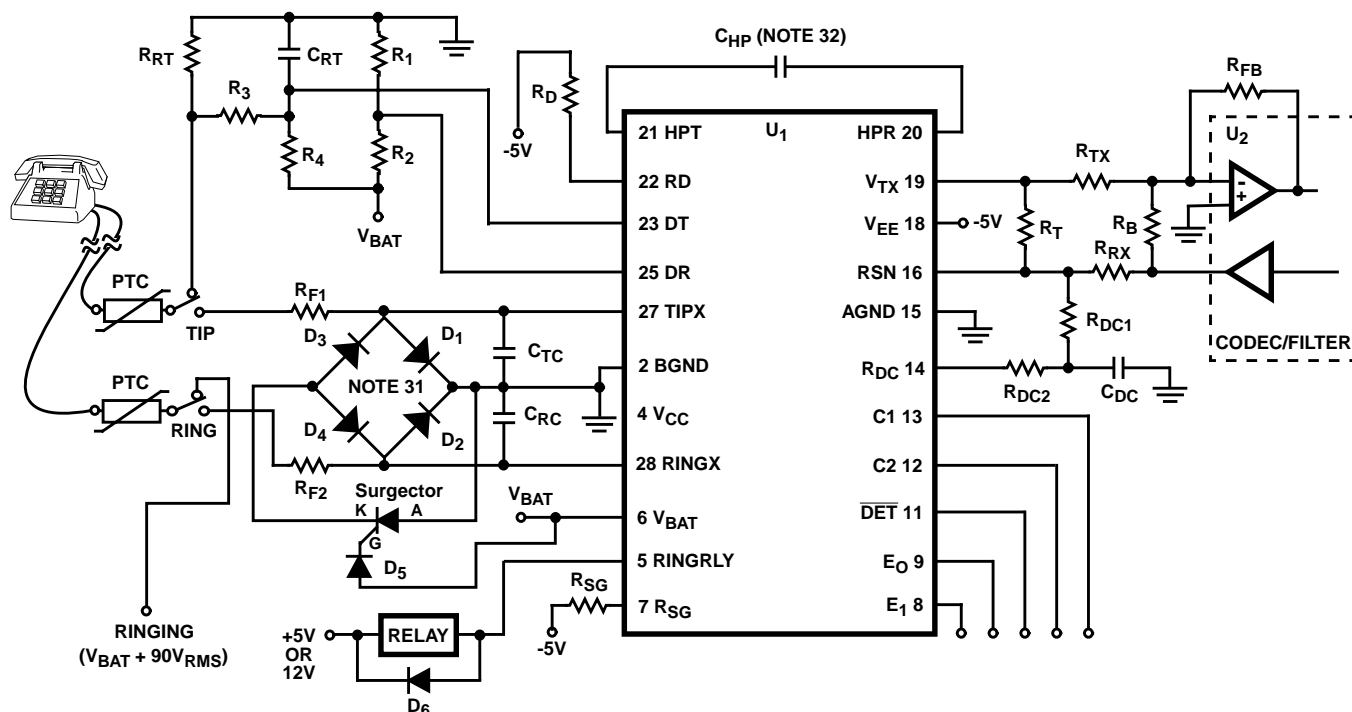 C_HP (NOTE 32)
R_RT
C_RT
R_1
-5V
R_D
R_3
R_4
R_2
V_BAT
-5V
R_FB
U_1
21 HPT
HPR 20
22 RD
V_TX 19
23 DT
V_EE 18
-5V
25 DR
RSN 16
27 TIPX
AGND 15
2 BGND
R_DC 14
4 V_CC
C1 13
28 RINGX
C2 12
6 V_BAT
DET 11
5 RINGRLY
E_O 9
7 R_SG
E_1 8
R_TX
R_T
R_B
R_RX
U_2
-
+
CODEC/FILTER
R_DC1
R_DC2
C_DC
PTC
TIP
R_F1
D_3
D_1
NOTE 31
D_4
D_2
C_TC
C_RC
PTC
RING
R_F2
Surgector
K
A
G
D_5
V_BAT
R_SG
-5V
RINGING
(V_BAT + 90V_RMS)
+5V
OR
12V
RELAY
D_6